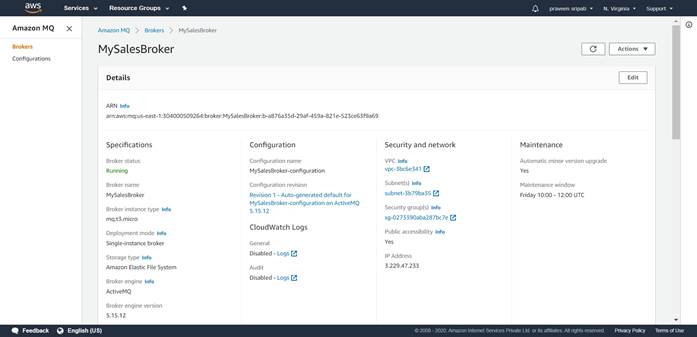 aws
Services
Resource Groups
praveen sripati
N. Virginia
Support
Amazon MQ
Brokers
Configurations
Amazon MQ > Brokers > MySalesBroker
MySalesBroker
Actions
Details
Edit
ARN Info
arn:aws:mq:us-east-1:304000509264:broker:MySalesBroker:b-a876a35d-29af-459a-821e-523ce63f9a69
Specifications
Broker status
Running
Broker name
MySalesBroker
Broker instance type Info
mq.t3.micro
Deployment mode Info
Single-instance broker
Storage type Info
Amazon Elastic File System
Broker engine Info
ActiveMQ
Broker engine version
5.15.12
Configuration
Configuration name
MySalesBroker-configuration
Configuration revision
Revision 1 - Auto-generated default for
MySalesBroker-configuration on ActiveMQ
5.15.12
CloudWatch Logs
General
Disabled - Logs
Audit
Disabled - Logs
Security and network
VPC Info
vpc-3bc6e341
Subnet(s) Info
subnet-3b79ba35
Security group(s) Info
sg-0273390aba287bc7e
Public accessibility Info
Yes
IP Address
3.229.47.233
Maintenance
Automatic minor version upgrade
Yes
Maintenance window
Friday 10:00 - 12:00 UTC
Feedback
English (US)
© 2008 - 2020, Amazon Internet Services Private Ltd. or its affiliates. All rights reserved.
Privacy Policy
Terms of Use